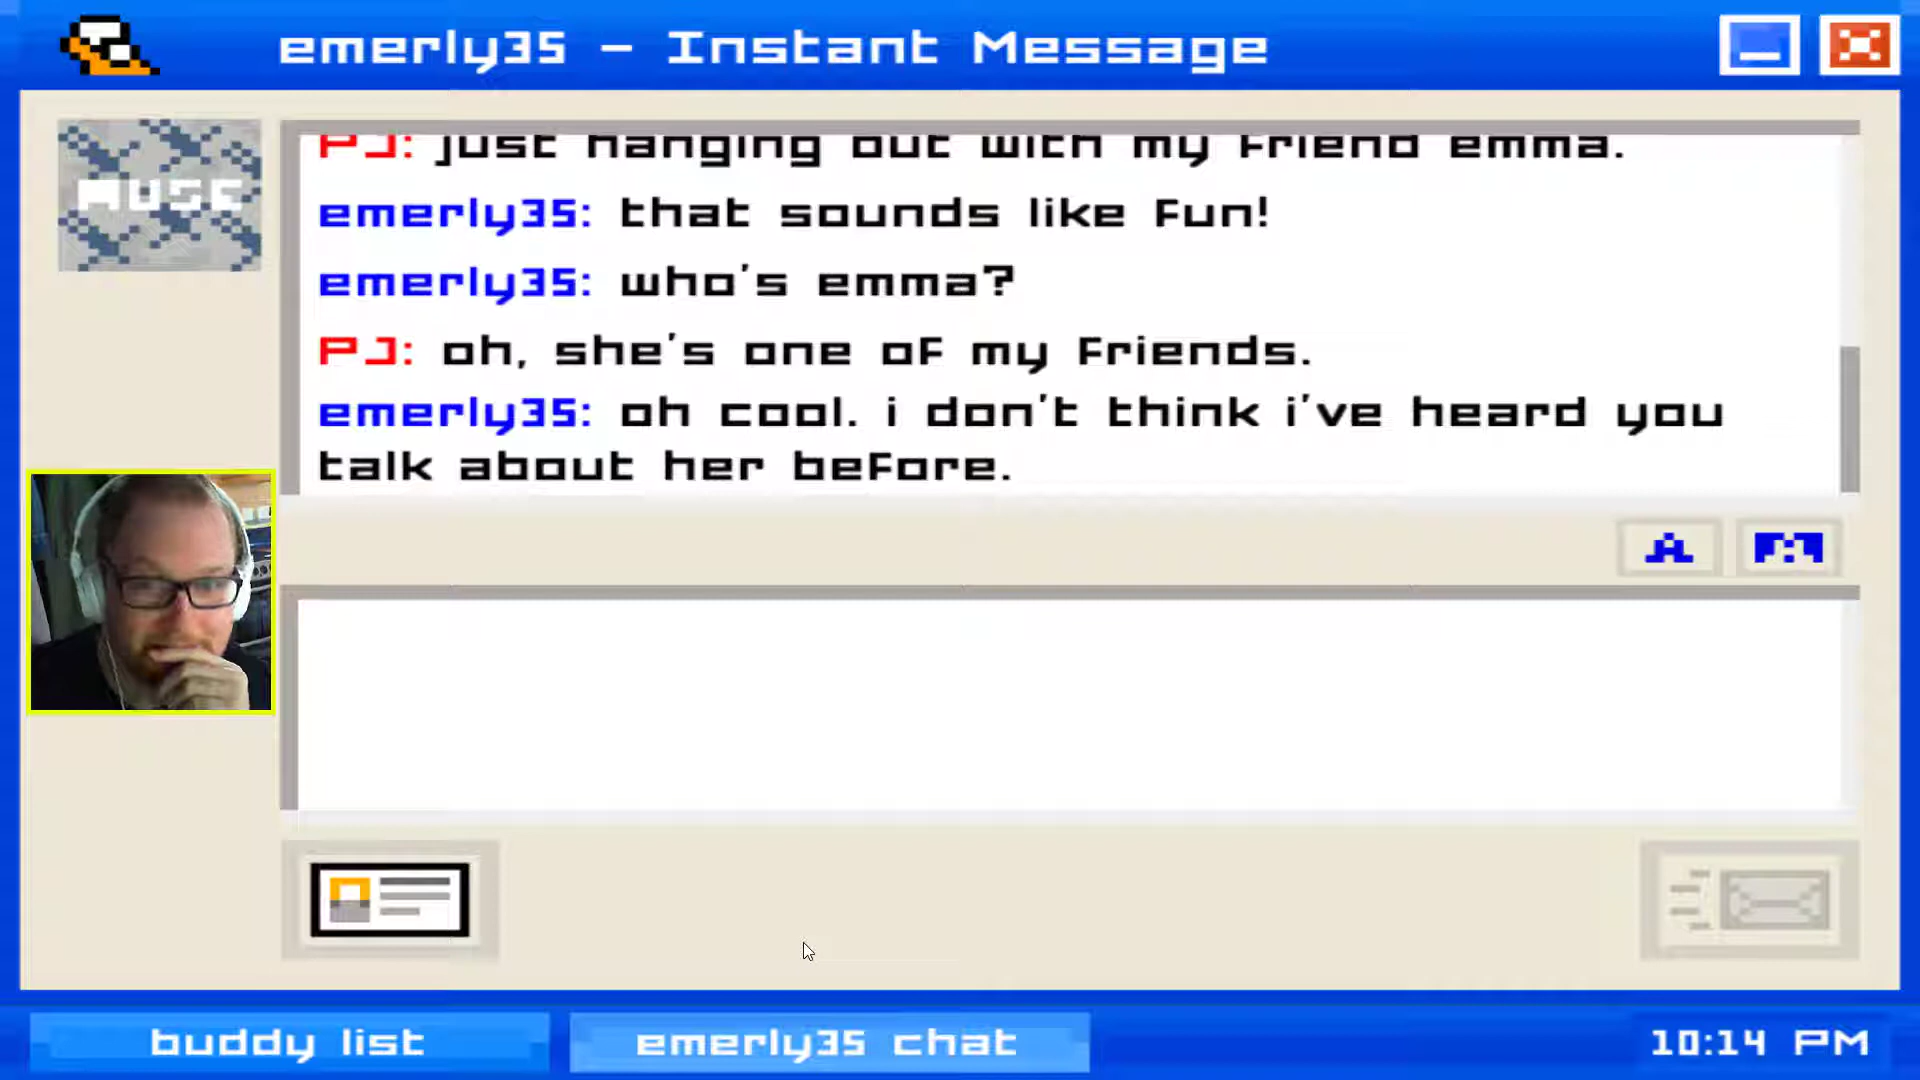 emerly35 - Instant Message
MUSE
PJ: just hanging out with my friend emma.
emerly35: that sounds like fun!
emerly35: who's emma?
PJ: oh, she's one of my friends.
emerly35: oh cool. i don't think i've heard you
talk about her before.
A
buddy list
emerly35 chat
10:14 PM